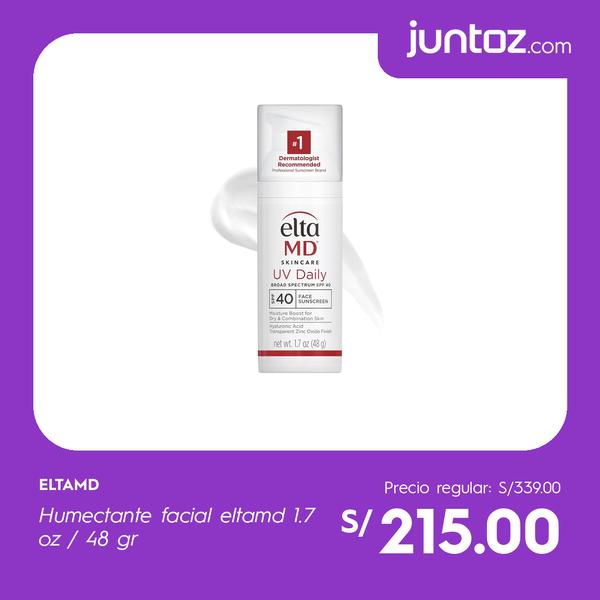 juntoz.com
#1
Dermatologist
Recommended
Professional Sunscreen Brand
elta
MD
SKINCARE
UV Daily
BROAD SPECTRUM SPF 40
SPF 40 FACE
SUNSCREEN
Moisture Boost for
Dry & Combination Skin
Hyaluronic Acid
Transparent Zinc Oxide Finish
net wt. 1.7 oz (48 g)
ELTAMD
Humectante facial eltamd 1.7
oz / 48 gr
Precio regular: S/339.00
S/ 215.00